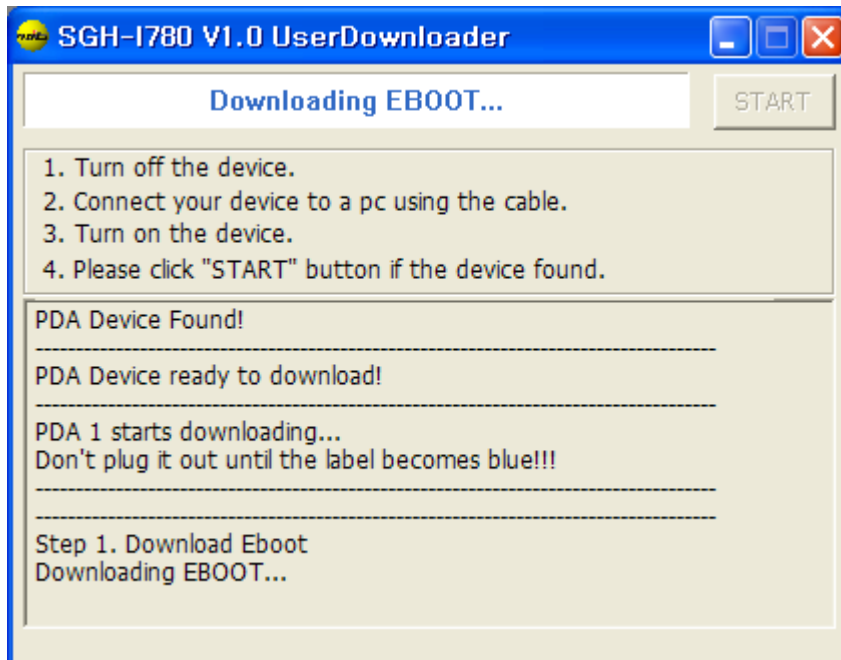 SGH-I780 V1.0 UserDownloader
Downloading EBOOT...
START
1. Turn off the device.
2. Connect your device to a pc using the cable.
3. Turn on the device.
4. Please click "START" button if the device found.
PDA Device Found!
PDA Device ready to download!
PDA 1 starts downloading...
Don't plug it out until the label becomes blue!!!
Step 1. Download Eboot
Downloading EBOOT...